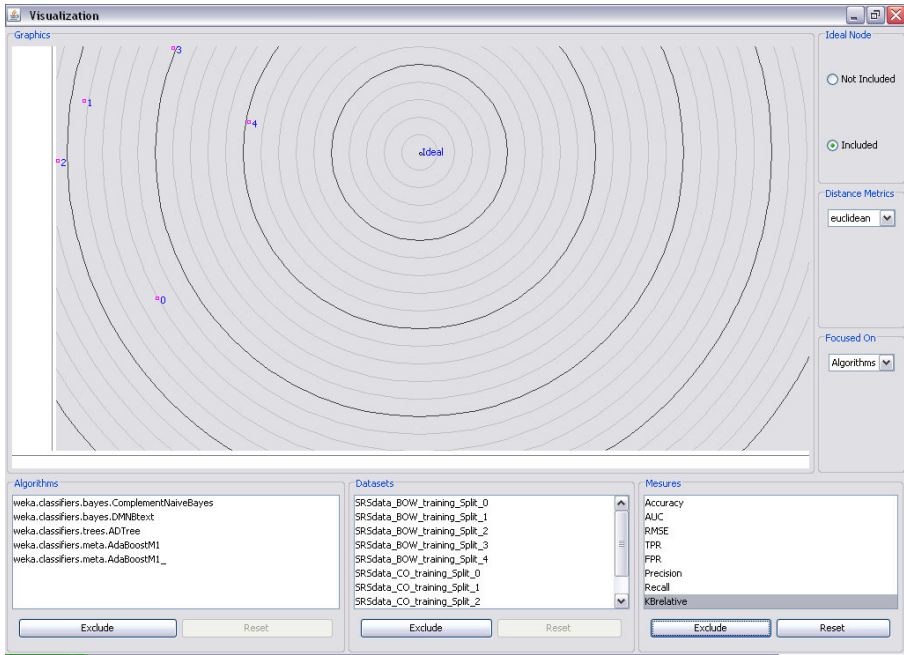 Visualization
Graphics
3
1
4
Ideal
2
0
Ideal Node
Not Included
Included
Distance Metrics
euclidean
Focused On
Algorithms
Algorithms
weka.classifiers.bayes.ComplementNaiveBayes
weka.classifiers.bayes.DMNBtext
weka.classifiers.trees.ADTree
weka.classifiers.meta.AdaBoostM1
weka.classifiers.meta.AdaBoostM1_
Exclude
Reset
Datasets
SRSdata_BOW_training_Split_0
SRSdata_BOW_training_Split_1
SRSdata_BOW_training_Split_2
SRSdata_BOW_training_Split_3
SRSdata_BOW_training_Split_4
SRSdata_CO_training_Split_0
SRSdata_CO_training_Split_1
SRSdata_CO_training_Split_2
Exclude
Reset
Mesures
Accuracy
AUC
RMSE
TPR
FPR
Precision
Recall
KBrelative
Exclude
Reset